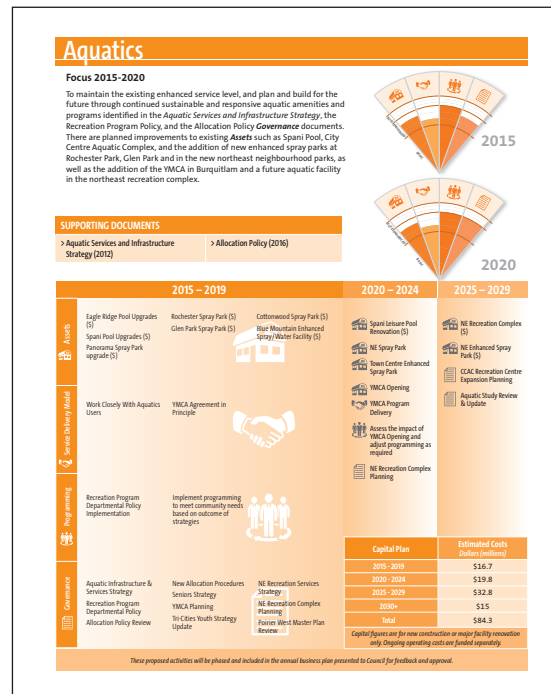 Aquatics
Focus 2015-2020
To maintain the existing enhanced service level, and plan and build for the
future through continued sustainable and responsive aquatic amenities and
programs identified in the Aquatic Services and Infrastructure Strategy, the
Recreation Program Policy, and the Allocation Policy Governance documents.
There are planned improvements to existing Assets such as Spani Pool, City
Centre Aquatic Complex, and the addition of new enhanced spray parks at
Rochester Park, Glen Park and in the new northeast neighbourhood parks, as
well as the addition of the YMCA in Burquitlam and a future aquatic facility
in the northeast recreation complex.
2015
2020
SUPPORTING DOCUMENTS
> Aquatic Services and Infrastructure
Strategy (2012)
> Allocation Policy (2016)
2015 – 2019
2020 – 2024
2025 – 2029
Assets
Eagle Ridge Pool Upgrades
($)
Spani Pool Upgrades ($)
Panorama Spray Park
upgrade ($)
Rochester Spray Park ($)
Glen Park Spray Park ($)
Cottonwood Spray Park ($)
Blue Mountain Enhanced
Spray/Water Facility ($)
Service Delivery Model
Work Closely With Aquatics
Users
YMCA Agreement in
Principle
Programming
Recreation Program
Departmental Policy
Implementation
Implement programming
to meet community needs
based on outcome of
strategies
Governance
Aquatic Infrastructure &
Services Strategy
Recreation Program
Departmental Policy
Allocation Policy Review
New Allocation Procedures
Seniors Strategy
YMCA Planning
Tri-Cities Youth Strategy
Update
NE Recreation Services
Strategy
NE Recreation Complex
Planning
Poirier West Master Plan
Review
Spani Leisure Pool
Renovation ($)
NE Spray Park
Town Centre Enhanced
Spray Park
YMCA Opening
YMCA Program
Delivery
Assess the impact of
YMCA Opening and
adjust programming as
required
NE Recreation Complex
Planning
NE Recreation Complex
($)
NE Enhanced Spray
Park ($)
CCAC Recreation Centre
Expansion Planning
Aquatic Study Review
& Update
Capital Plan
Estimated Costs
Dollars (millions)
2015 - 2019
$16.7
2020 - 2024
$19.8
2025 - 2029
$32.8
2030+
$15
Total
$84.3
Capital figures are for new construction or major facility renovation
only. Ongoing operating costs are funded separately.
These proposed activities will be phased and included in the annual business plan presented to Council for feedback and approval.